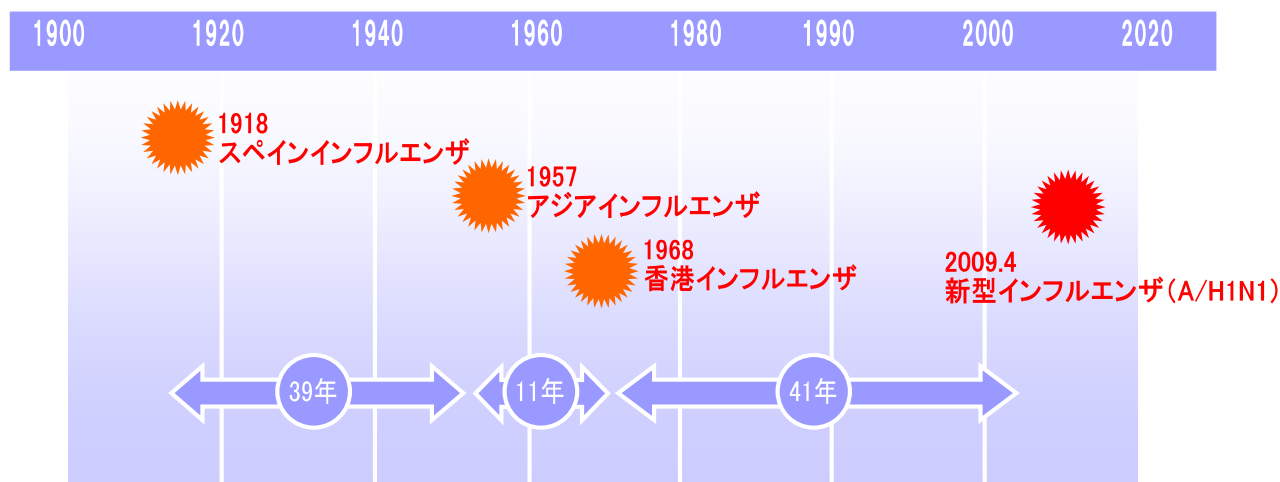 1900 1920 1940 1960 1980 1990 2000 2020
1918
スペインインフルエンザ
1957
アジアインフルエンザ
1968
香港インフルエンザ
2009.4
新型インフルエンザ(A/H1N1)
39年 11年 41年